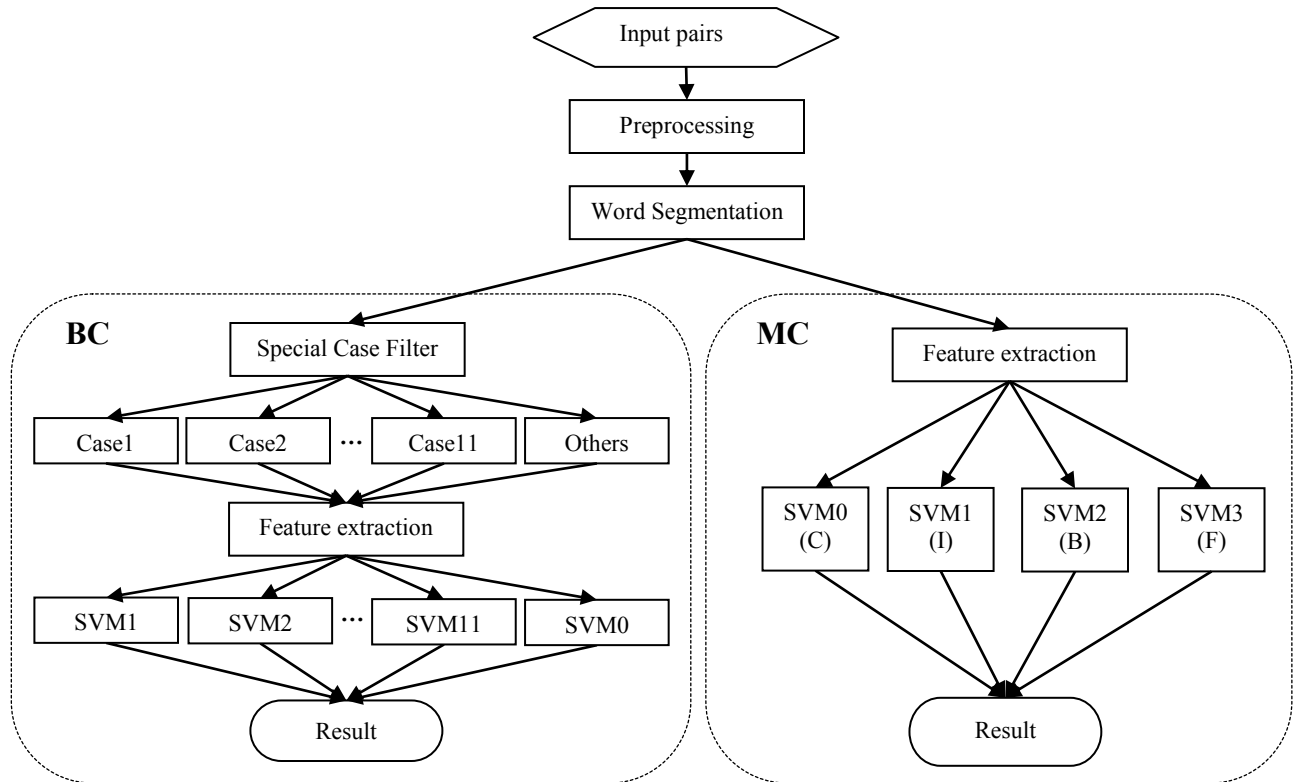 Input pairs
Preprocessing
Word Segmentation
BC
Special Case Filter
Case1
Case2
...
Case11
Others
Feature extraction
SVM1
SVM2
...
SVM11
SVM0
Result
MC
Feature extraction
SVM0
(C)
SVM1
(I)
SVM2
(B)
SVM3
(F)
Result